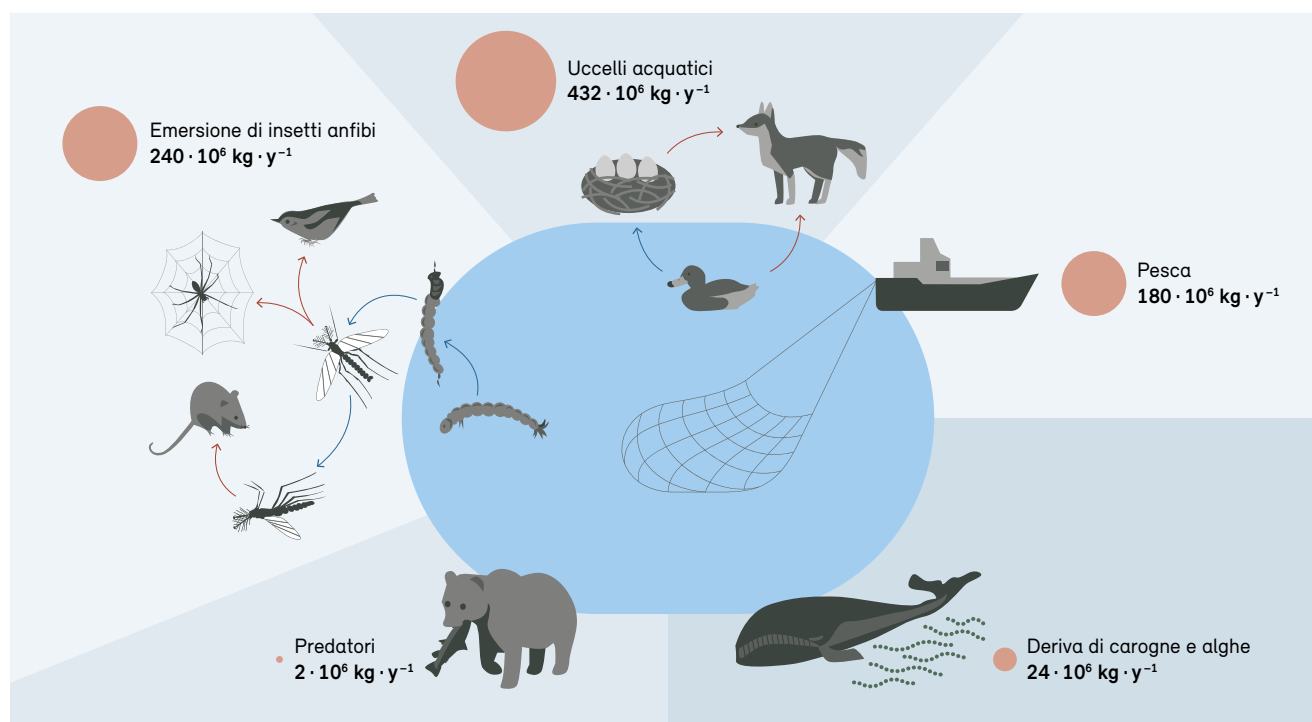 Uccelli acquatici
432 · 10⁶ kg · y⁻¹
Emersione di insetti anfibi
240 · 10⁶ kg · y⁻¹
Pesca
180 · 10⁶ kg · y⁻¹
Predatori
2 · 10⁶ kg · y⁻¹
Deriva di carogne e alghe
24 · 10⁶ kg · y⁻¹